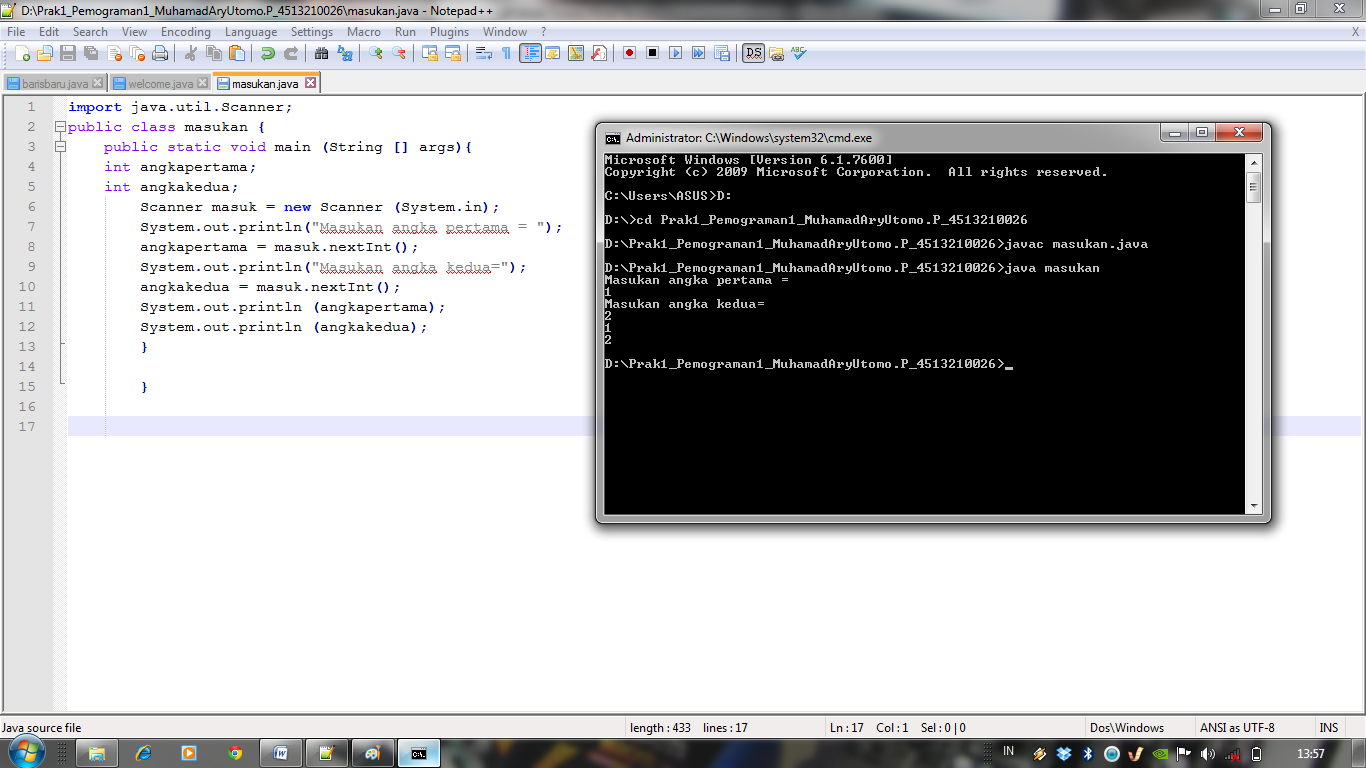 D:\Prak1_Pemograman1_MuhamadAryUtomo.P_4513210026\masukan.java - Notepad++
File Edit Search View Encoding Language Settings Macro Run Plugins Window ? X
barisbaru.java welcome.java masukan.java
1 import java.util.Scanner;
2 public class masukan {
3 public static void main (String [] args){
4 int angkapertama;
5 int angkakedua;
6 Scanner masuk = new Scanner (System.in);
7 System.out.println("Masukan angka pertama = ");
8 angkapertama = masuk.nextInt();
9 System.out.println("Masukan angka kedua=");
10 angkakedua = masuk.nextInt();
11 System.out.println (angkapertama);
12 System.out.println (angkakedua);
13 }
14
15 }
16
17
Administrator: C:\Windows\system32\cmd.exe
Microsoft Windows [Version 6.1.7600]
Copyright (c) 2009 Microsoft Corporation.  All rights reserved.
C:\Users\ASUS>D:
D:\>cd Prak1_Pemograman1_MuhamadAryUtomo.P_4513210026
D:\Prak1_Pemograman1_MuhamadAryUtomo.P_4513210026>javac masukan.java
D:\Prak1_Pemograman1_MuhamadAryUtomo.P_4513210026>java masukan
Masukan angka pertama =
1
Masukan angka kedua=
2
1
2
D:\Prak1_Pemograman1_MuhamadAryUtomo.P_4513210026>_
Java source file length : 433 lines : 17 Ln : 17 Col : 1 Sel : 0 | 0 Dos\Windows ANSI as UTF-8 INS
IN 13:57